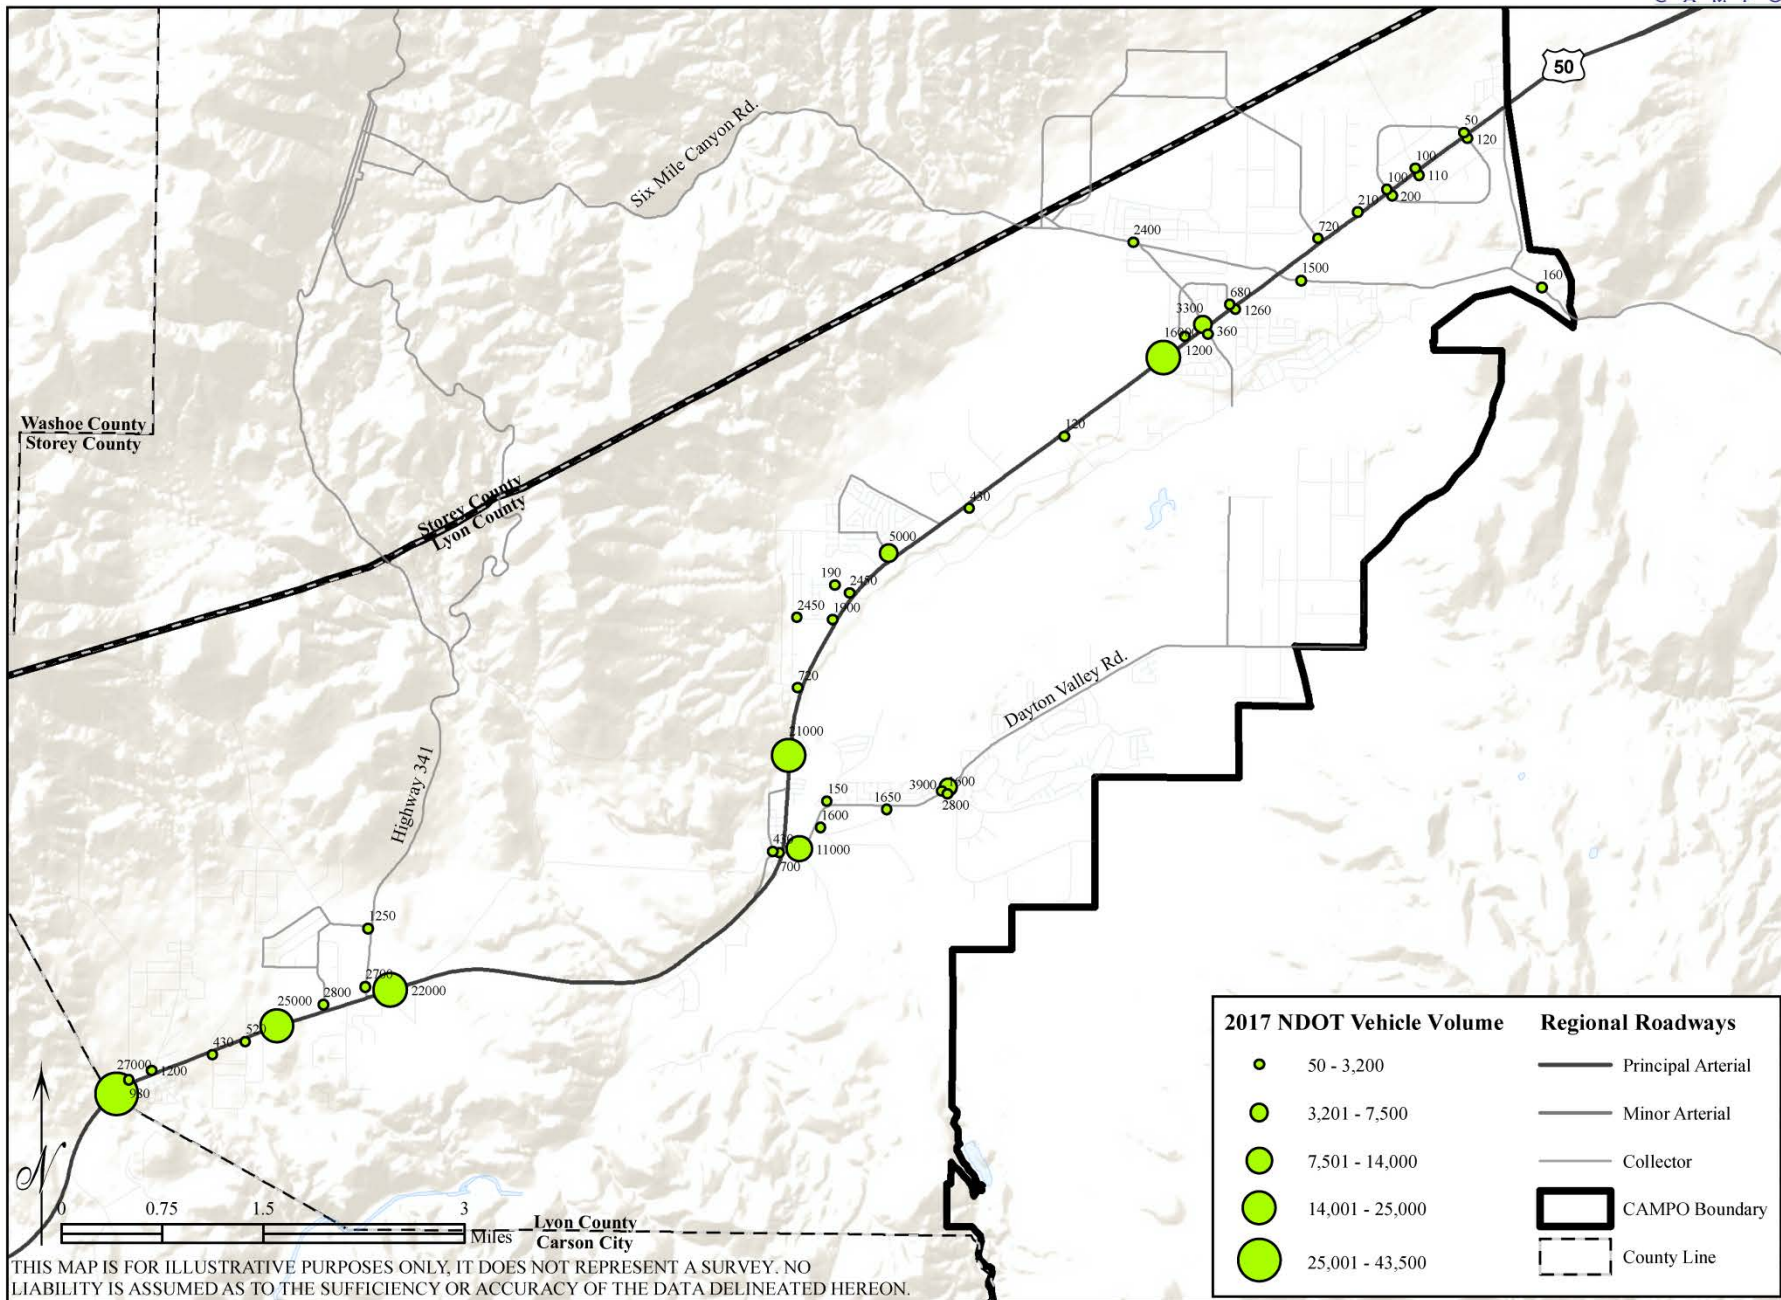 C A M P O
50
50
120
100
110
100
200
210
720
2400
1500
160
680
1260
3300
360
1200
120
430
5000
190
2450
2450
1900
720
21000
150
1650
3900
2800
1600
11000
430
700
1250
2700
22000
2800
25000
520
430
1200
27000
980
Six Mile Canyon Rd.
Washoe County
Storey County
Storey County
Lyon County
Dayton Valley Rd.
Highway 341
Lyon County
Carson City
N
0 0.75 1.5 3
Miles
THIS MAP IS FOR ILLUSTRATIVE PURPOSES ONLY, IT DOES NOT REPRESENT A SURVEY. NO
LIABILITY IS ASSUMED AS TO THE SUFFICIENCY OR ACCURACY OF THE DATA DELINEATED HEREON.
2017 NDOT Vehicle Volume
50 - 3,200
3,201 - 7,500
7,501 - 14,000
14,001 - 25,000
25,001 - 43,500
Regional Roadways
Principal Arterial
Minor Arterial
Collector
CAMPO Boundary
County Line